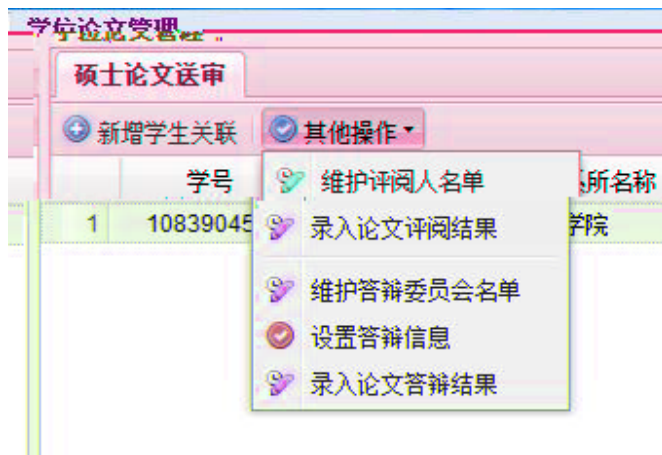 学位论文管理
硕士论文送审
新增学生关联 其他操作
学号 所名称
1 10839045 学院
维护评阅人名单
录入论文评阅结果
维护答辩委员会名单
设置答辩信息
录入论文答辩结果